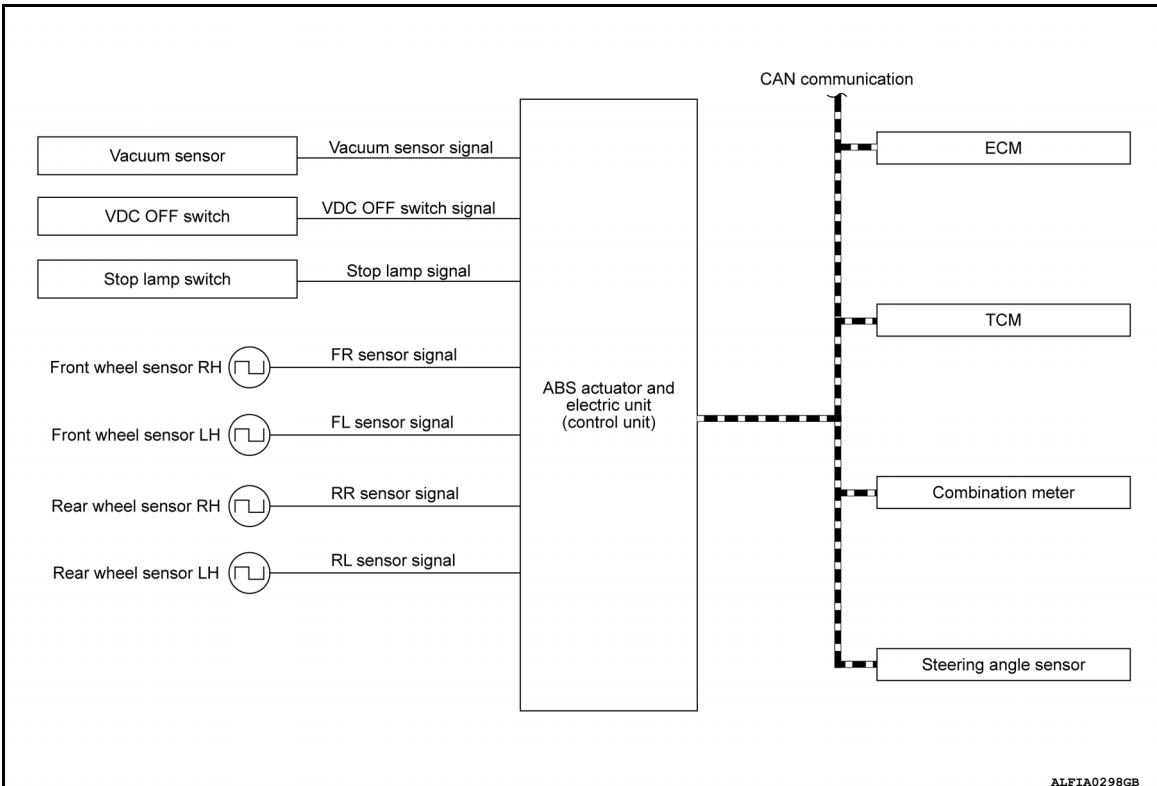 CAN communication
Vacuum sensor
Vacuum sensor signal
ECM
VDC OFF switch
VDC OFF switch signal
Stop lamp switch
Stop lamp signal
TCM
Front wheel sensor RH
FR sensor signal
ABS actuator and
electric unit
(control unit)
Front wheel sensor LH
FL sensor signal
Rear wheel sensor RH
RR sensor signal
Combination meter
Rear wheel sensor LH
RL sensor signal
Steering angle sensor
ALFIA0298GB